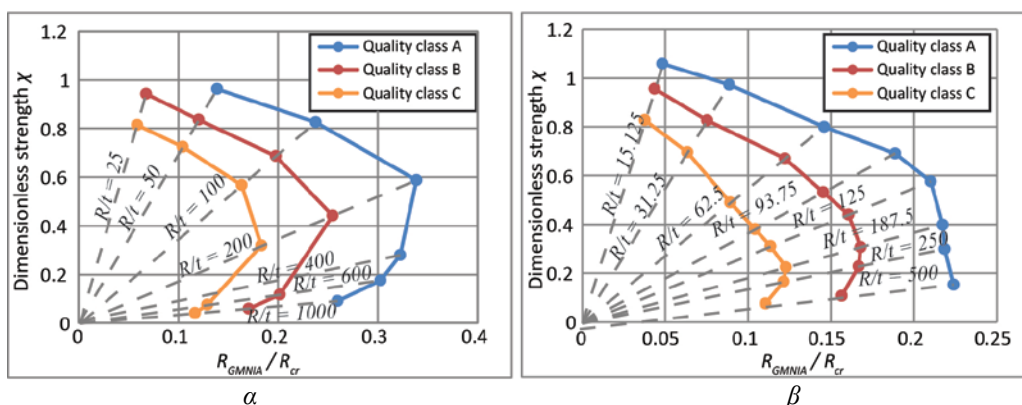 1.2
1
0.8
0.6
0.4
0.2
0
Dimensionless strength χ
Quality class A
Quality class B
Quality class C
R/t = 25
R/t = 50
R/t = 100
R/t = 200
R/t = 400
R/t = 600
R/t = 1000
0 0.1 0.2 0.3 0.4
R_GMNIA / R_cr
α
1.2
1
0.8
0.6
0.4
0.2
0
Dimensionless strength χ
Quality class A
Quality class B
Quality class C
R/t = 15.125
R/t = 31.25
R/t = 62.5
R/t = 93.75
R/t = 125
R/t = 187.5
R/t = 250
R/t = 500
0 0.05 0.1 0.15 0.2 0.25
R_GMNIA / R_cr
β